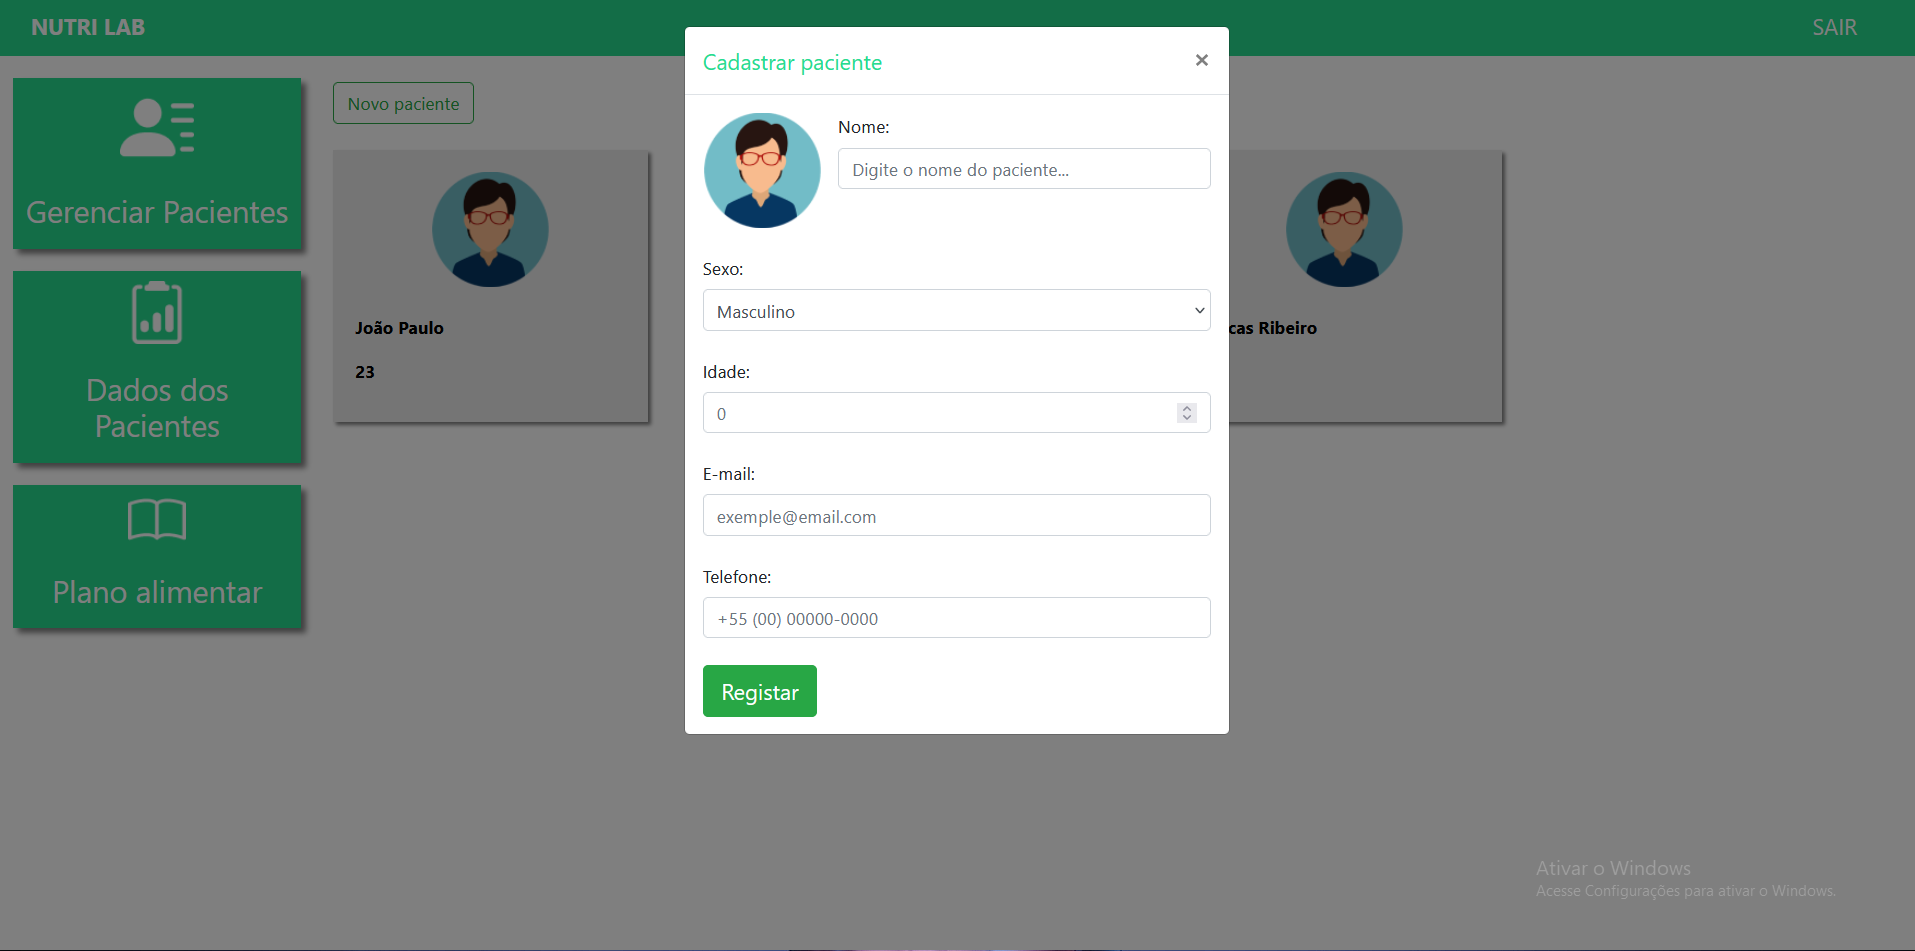 NUTRI LAB
SAIR
Gerenciar Pacientes
Dados dos
Pacientes
Plano alimentar
Novo paciente
João Paulo
23
cas Ribeiro
Cadastrar paciente
×
Nome:
Digite o nome do paciente...
Sexo:
Masculino
Idade:
0
E-mail:
exemple@email.com
Telefone:
+55 (00) 00000-0000
Registar
Ativar o Windows
Acesse Configurações para ativar o Windows.